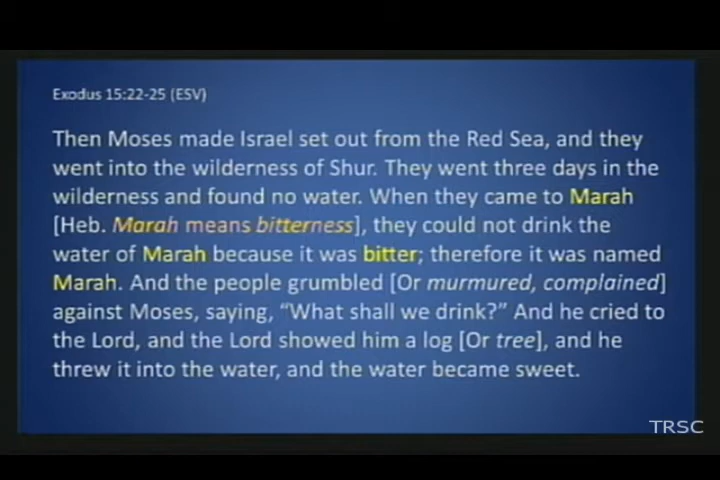 Exodus 15:22-25 (ESV)
Then Moses made Israel set out from the Red Sea, and they
went into the wilderness of Shur. They went three days in the
wilderness and found no water. When they came to Marah
[Heb. Marah means bitterness], they could not drink the
water of Marah because it was bitter; therefore it was named
Marah. And the people grumbled [Or murmured, complained]
against Moses, saying, “What shall we drink?” And he cried to
the Lord, and the Lord showed him a log [Or tree], and he
threw it into the water, and the water became sweet.
TRSC